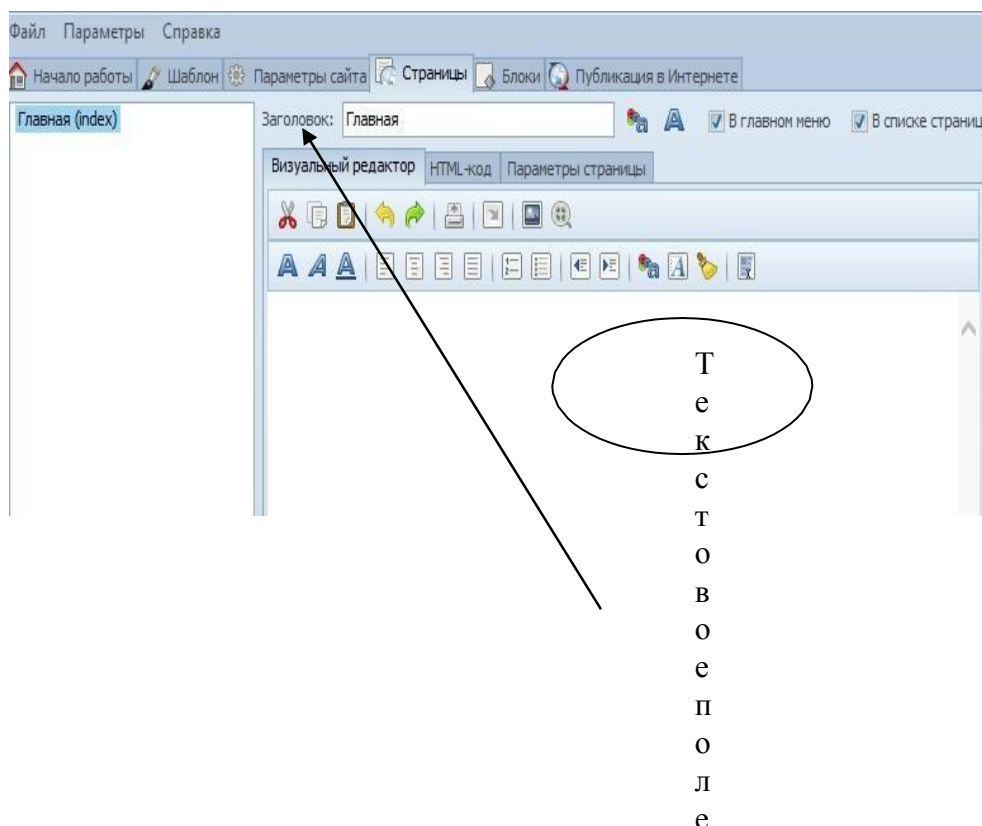 Файл Параметры Справка
Начало работы Шаблон Параметры сайта Страницы Блоки Публикация в Интернете
Главная (index)
Заголовок: Главная В главном меню В списке страниц
Визуальный редактор HTML-код Параметры страницы
Т
е
к
с
т
о
в
о
е
п
о
л
е